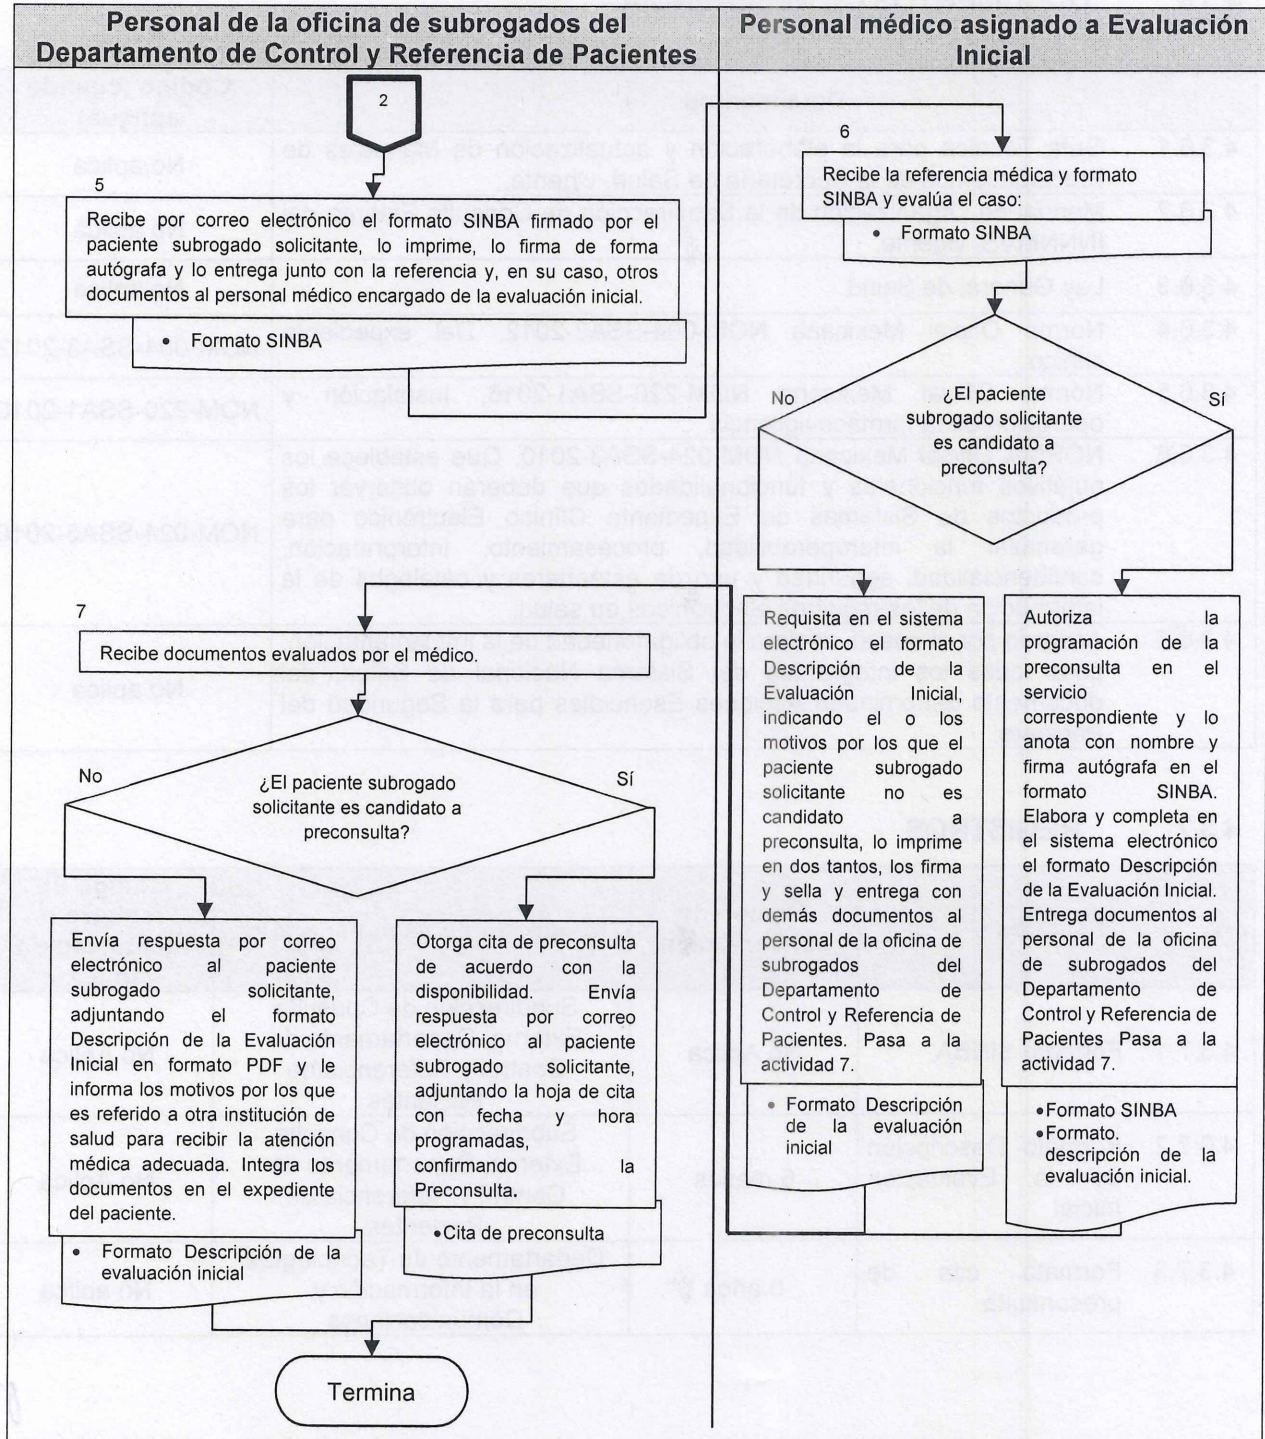 Personal de la oficina de subrogados del
Departamento de Control y Referencia de Pacientes
Personal médico asignado a Evaluación
Inicial
2
5
Recibe por correo electrónico el formato SINBA firmado por el
paciente subrogado solicitante, lo imprime, lo firma de forma
autógrafa y lo entrega junto con la referencia y, en su caso, otros
documentos al personal médico encargado de la evaluación inicial.
• Formato SINBA
6
Recibe la referencia médica y formato
SINBA y evalúa el caso:
• Formato SINBA
No
¿El paciente
subrogado solicitante
es candidato a
preconsulta?
Sí
Requisita en el sistema
electrónico el formato
Descripción de la
Evaluación Inicial,
indicando el o los
motivos por los que el
paciente subrogado
solicitante no es
candidato a
preconsulta, lo imprime
en dos tantos, los firma
y sella y entrega con
demás documentos al
personal de la oficina de
subrogados del
Departamento de
Control y Referencia de
Pacientes. Pasa a la
actividad 7.
• Formato Descripción
de la evaluación
inicial
Autoriza la
programación de la
preconsulta en el
servicio
correspondiente y lo
anota con nombre y
firma autógrafa en el
formato SINBA.
Elabora y completa en
el sistema electrónico
el formato Descripción
de la Evaluación Inicial.
Entrega documentos al
personal de la oficina
de subrogados del
Departamento de
Control y Referencia de
Pacientes Pasa a la
actividad 7.
•Formato SINBA
•Formato.
descripción de la
evaluación inicial.
7
Recibe documentos evaluados por el médico.
No
¿El paciente subrogado
solicitante es candidato a
preconsulta?
Sí
Envía respuesta por correo
electrónico al paciente
subrogado solicitante,
adjuntando el formato
Descripción de la Evaluación
Inicial en formato PDF y le
informa los motivos por los que
es referido a otra institución de
salud para recibir la atención
médica adecuada. Integra los
documentos en el expediente
del paciente.
• Formato Descripción de la
evaluación inicial
Otorga cita de preconsulta
de acuerdo con la
disponibilidad. Envía
respuesta por correo
electrónico al paciente
subrogado solicitante,
adjuntando la hoja de cita
con fecha y hora
programadas,
confirmando la
Preconsulta.
•Cita de preconsulta
Termina